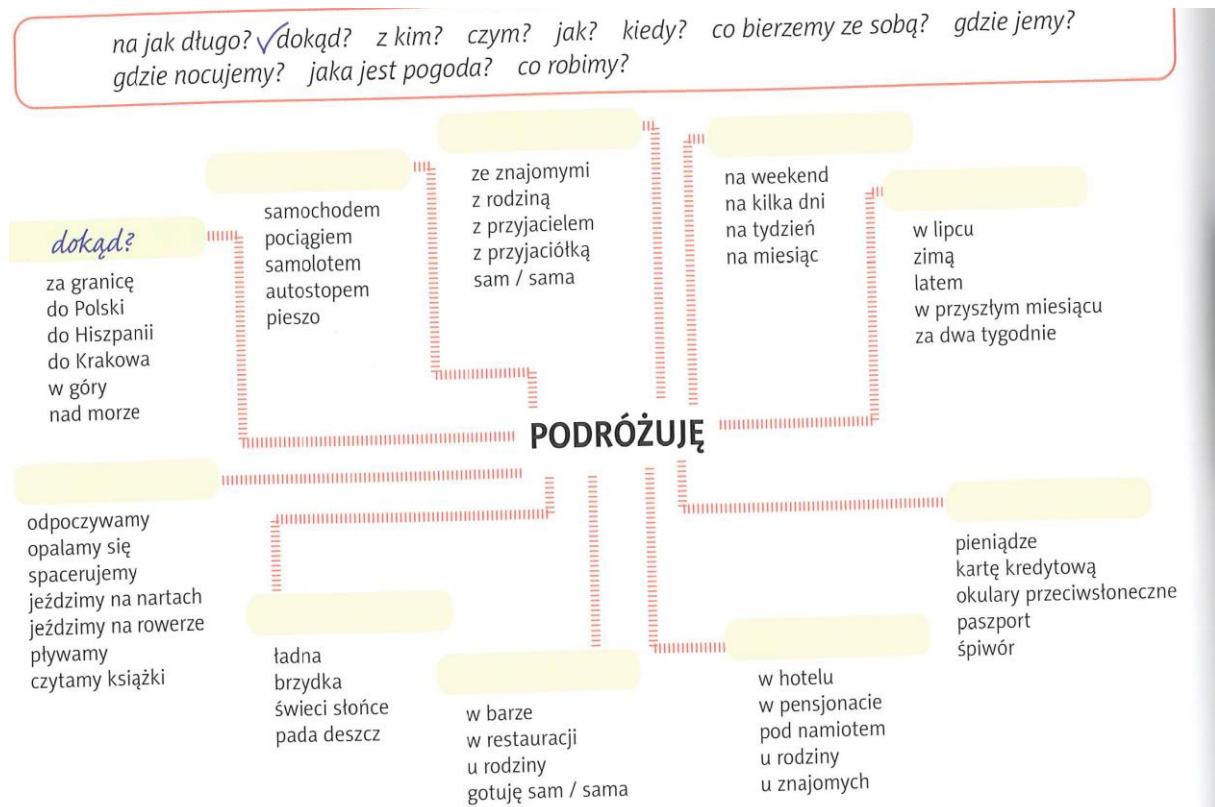 na jak długo? ✓dokąd? z kim? czym? jak? kiedy? co bierzemy ze sobą? gdzie jemy?
gdzie nocujemy? jaka jest pogoda? co robimy?
dokąd?
za granicę
do Polski
do Hiszpanii
do Krakowa
w góry
nad morze
samochodem
pociągiem
samolotem
autostopem
pieszo
ze znajomymi
z rodziną
z przyjacielem
z przyjaciółką
sam / sama
na weekend
na kilka dni
na tydzień
na miesiąc
w lipcu
zimą
latem
w przyszłym miesiącu
za dwa tygodnie
PODRÓŻUJĘ
odpoczywamy
opalamy się
spacerujemy
jeździmy na nartach
jeździmy na rowerze
pływamy
czytamy książki
ładna
brzydka
świeci słońce
pada deszcz
w barze
w restauracji
u rodziny
gotuję sam / sama
w hotelu
w pensjonacie
pod namiotem
u rodziny
u znajomych
pieniądze
kartę kredytową
okulary przeciwsłoneczne
paszport
śpiwór